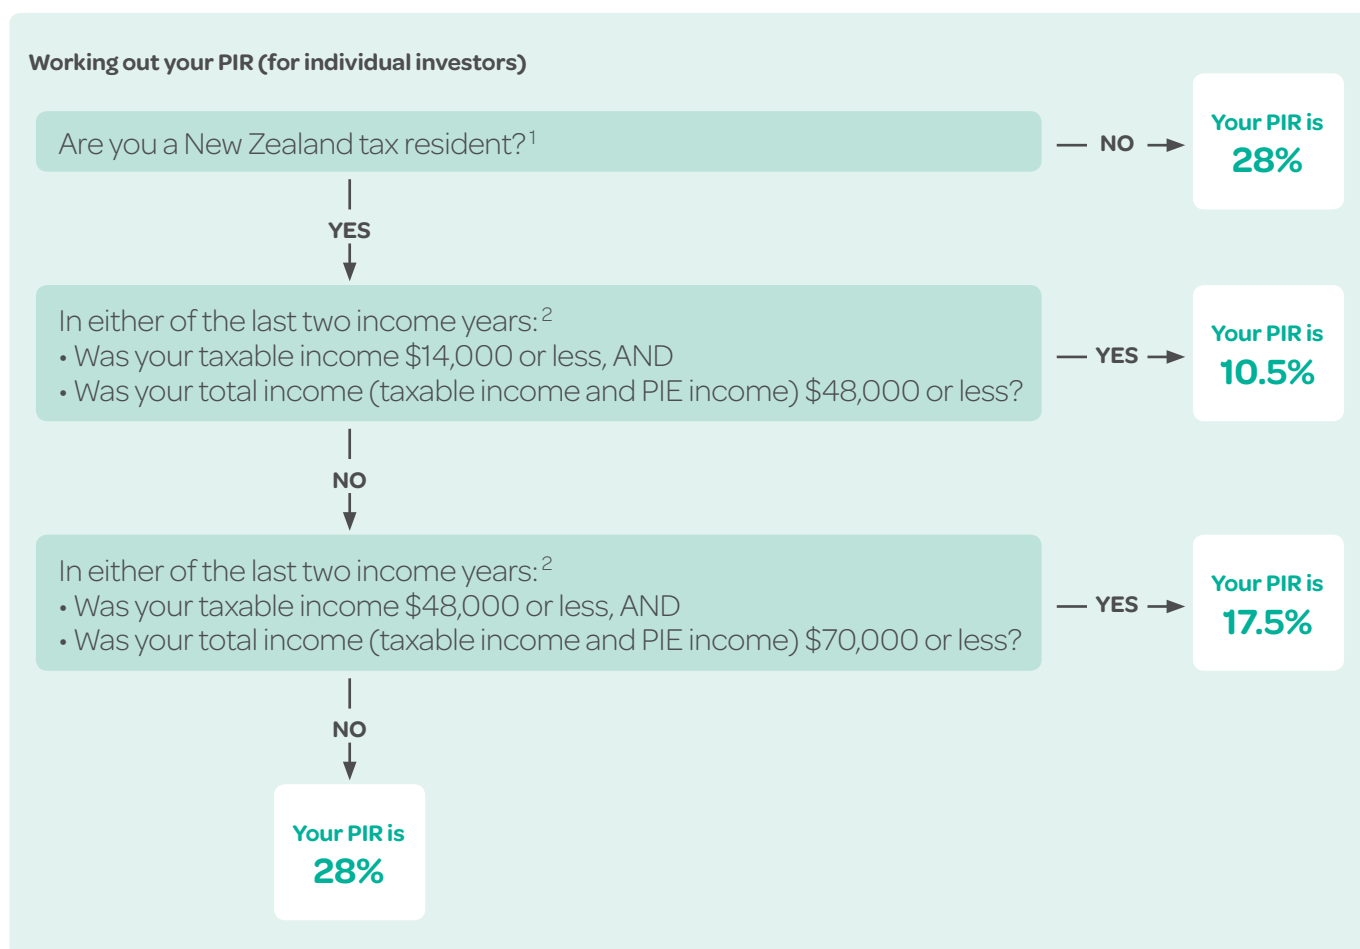 Working out your PIR (for individual investors)
Are you a New Zealand tax resident?1
NO
Your PIR is
28%
YES
In either of the last two income years:2
• Was your taxable income $14,000 or less, AND
• Was your total income (taxable income and PIE income) $48,000 or less?
YES
Your PIR is
10.5%
NO
In either of the last two income years:2
• Was your taxable income $48,000 or less, AND
• Was your total income (taxable income and PIE income) $70,000 or less?
YES
Your PIR is
17.5%
NO
Your PIR is
28%